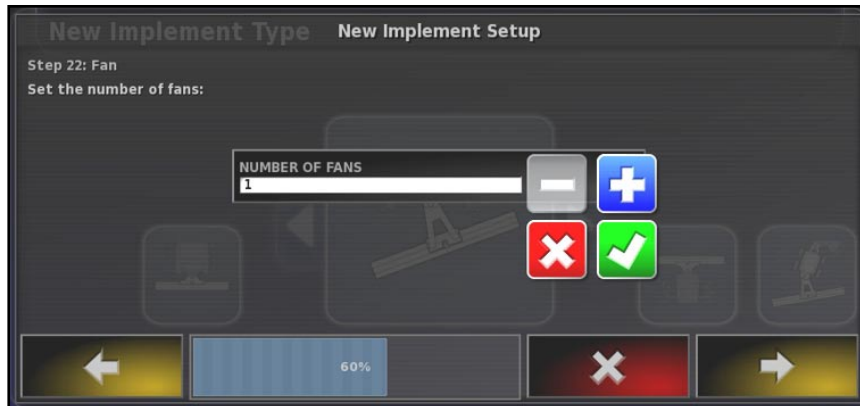 New Implement Type
New Implement Setup
Step 22: Fan
Set the number of fans:
NUMBER OF FANS
1
60%